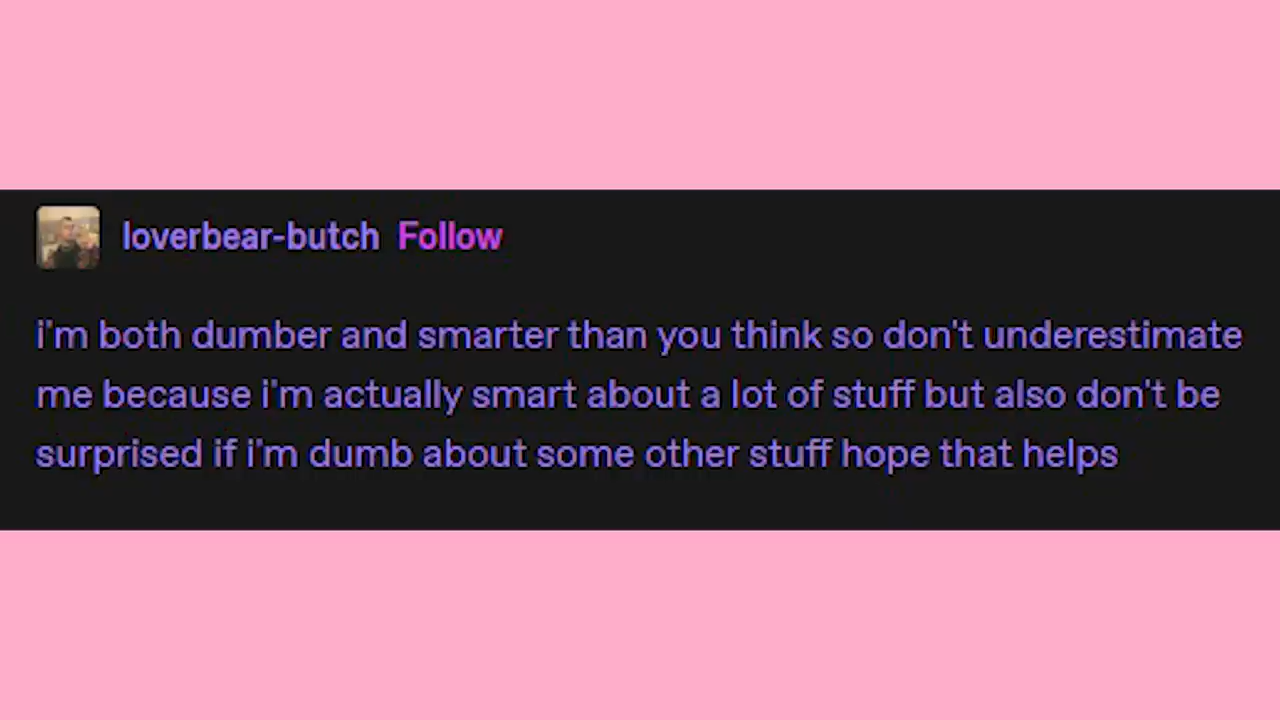 loverbear-butch Follow
i'm both dumber and smarter than you think so don't underestimate
me because i'm actually smart about a lot of stuff but also don't be
surprised if i'm dumb about some other stuff hope that helps